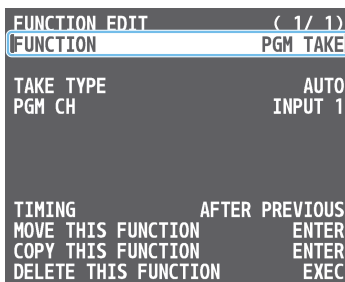 FUNCTION EDIT ( 1/ 1)
FUNCTION PGM TAKE
TAKE TYPE AUTO
PGM CH INPUT 1
TIMING AFTER PREVIOUS
MOVE THIS FUNCTION ENTER
COPY THIS FUNCTION ENTER
DELETE THIS FUNCTION EXEC